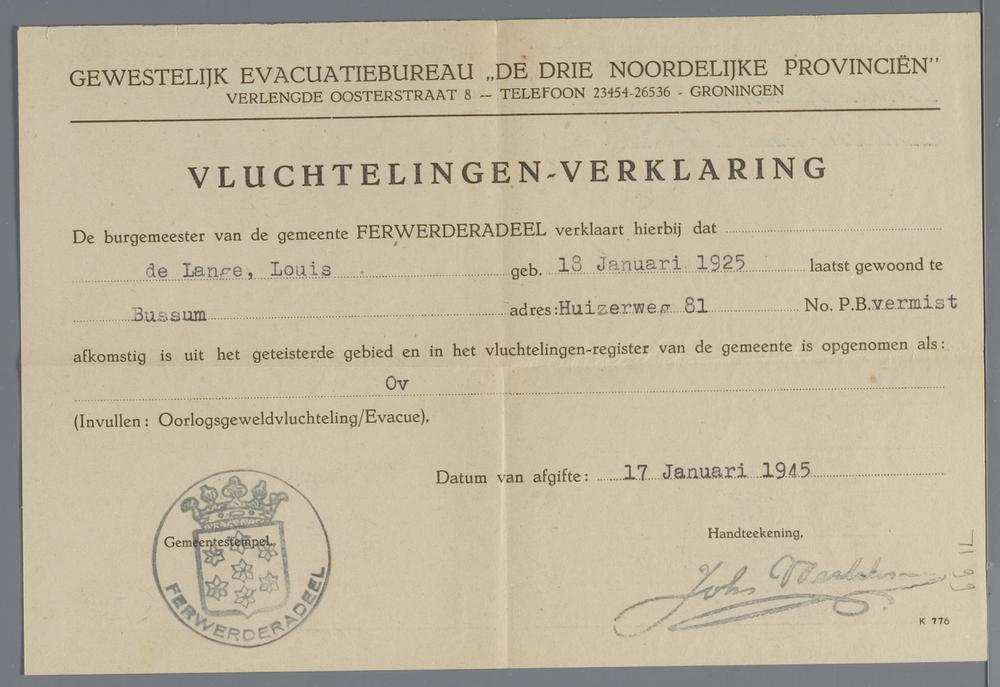 GEWESTELIJK EVACUATIEBUREAU „DE DRIE NOORDELIJKE PROVINCIËN"
VERLENGDE OOSTERSTRAAT 8 — TELEFOON 23454-26536 - GRONINGEN
VLUCHTELINGEN-VERKLARING
De burgemeester van de gemeente FERWERDERADEEL verklaart hierbij dat
de Lange, Louis geb. 18 Januari 1925 laatst gewoond te
Bussum adres: Huizerweg 81 No. P.B. vermist
afkomstig is uit het geteisterde gebied en in het vluchtelingen-register van de gemeente is opgenomen als:
Ov
(Invullen: Oorlogsgeweldvluchteling/Evacue),
Datum van afgifte: 17 Januari 1945
Gemeentestempel.
FERWERDERADEEL
Handteekening,
Johs
K 776